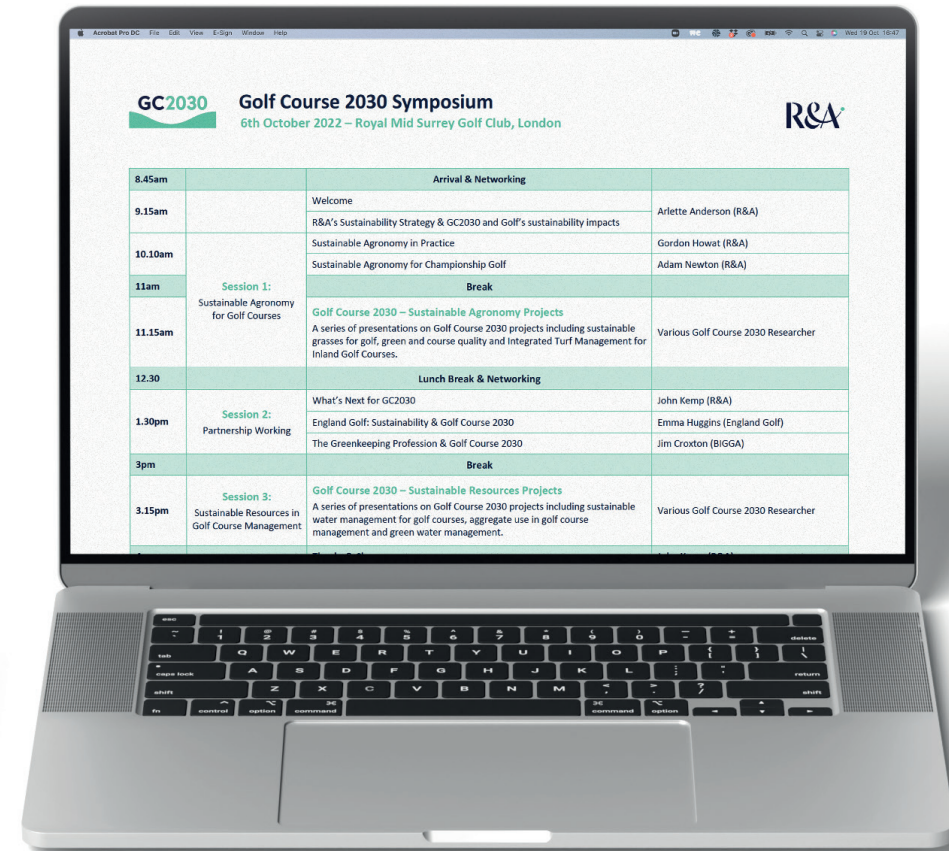 Acrobat Pro DC File Edit View E-Sign Window Help
Wed 19 Oct 16:47
GC2030
Golf Course 2030 Symposium
6th October 2022 – Royal Mid Surrey Golf Club, London
R&A
8.45am Arrival & Networking
9.15am Welcome Arlette Anderson (R&A)
R&A's Sustainability Strategy & GC2030 and Golf's sustainability impacts
10.10am Sustainable Agronomy in Practice Gordon Howat (R&A)
Sustainable Agronomy for Championship Golf Adam Newton (R&A)
Session 1:
Sustainable Agronomy
for Golf Courses
11am Break
11.15am
Golf Course 2030 – Sustainable Agronomy Projects
A series of presentations on Golf Course 2030 projects including sustainable
grasses for golf, green and course quality and Integrated Turf Management for
Inland Golf Courses.
Various Golf Course 2030 Researcher
12.30 Lunch Break & Networking
1.30pm
Session 2:
Partnership Working
What's Next for GC2030 John Kemp (R&A)
England Golf: Sustainability & Golf Course 2030 Emma Huggins (England Golf)
The Greenkeeping Profession & Golf Course 2030 Jim Croxton (BIGGA)
3pm Break
3.15pm
Session 3:
Sustainable Resources in
Golf Course Management
Golf Course 2030 – Sustainable Resources Projects
A series of presentations on Golf Course 2030 projects including sustainable
water management for golf courses, aggregate use in golf course
management and green water management.
Various Golf Course 2030 Researcher
esc
~ ! @ # $ % ^ & * ( ) – +
1 2 3 4 5 6 7 8 9 0 delete
tab Q W E R T Y U I O P { } |
caps lock A S D F G H J K L return
shift Z X C V B N M < > ? / shift
fn control option command command option